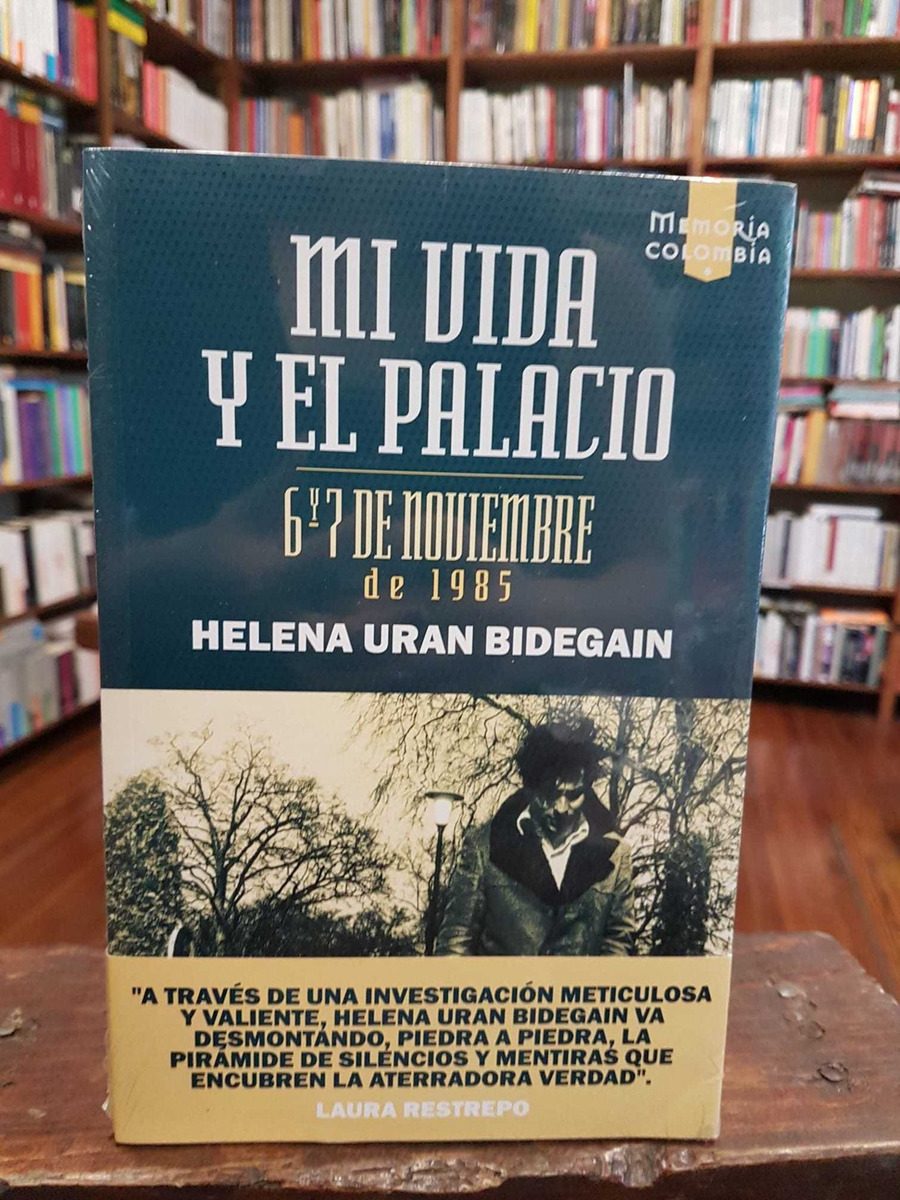 MEMORIA
COLOMBIA
MI VIDA
Y EL PALACIO
6 Y 7 DE NOVIEMBRE
de 1985
HELENA URAN BIDEGAIN
"A TRAVÉS DE UNA INVESTIGACIÓN METICULOSA
Y VALIENTE, HELENA URAN BIDEGAIN VA
DESMONTANDO, PIEDRA A PIEDRA, LA
PIRÁMIDE DE SILENCIOS Y MENTIRAS QUE
ENCUBREN LA ATERRADORA VERDAD".
LAURA RESTREPO